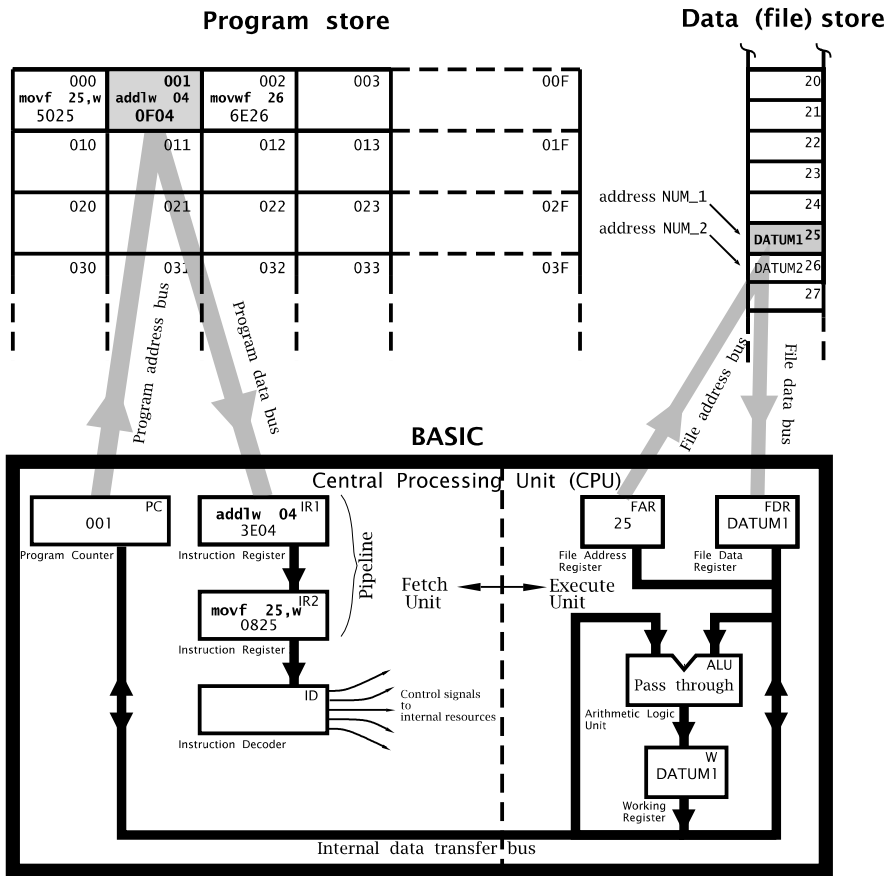 Program store
Data (file) store
000 001 002 003 00F
movf 25,w addlw 04 movwf 26
5025 0F04 6E26
010 011 012 013 01F
020 021 022 023 02F
030 031 032 033 03F
20
21
22
23
24
address NUM_1
address NUM_2
DATUM1 25
DATUM2 26
27
Program address bus
Program data bus
File address bus
File data bus
BASIC
Central Processing Unit (CPU)
PC
001
Program Counter
IR1
addlw 04
3E04
Instruction Register
IR2
movf 25,w
0825
Instruction Register
Pipeline
ID
Instruction Decoder
Control signals
to
internal resources
Fetch
Unit
Execute
Unit
FAR
25
File Address
Register
FDR
DATUM1
File Data
Register
ALU
Pass through
Arithmetic Logic
Unit
W
DATUM1
Working
Register
Internal data transfer bus